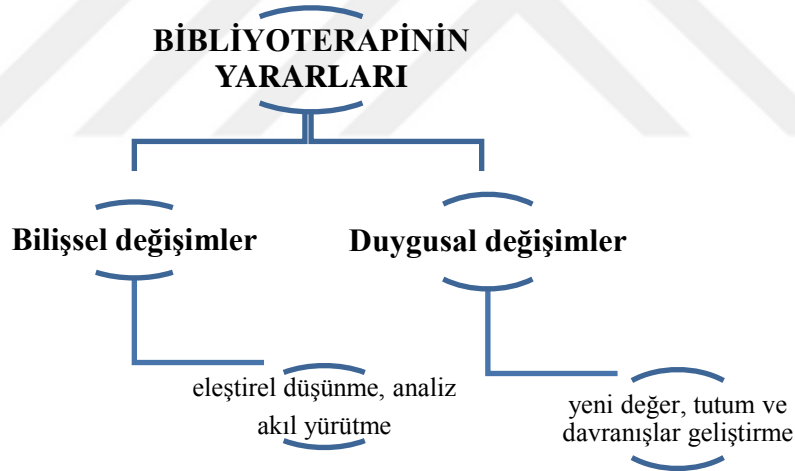 BİBLİYOTERAPİNİN
YARARLARI
Bilişsel değişimler
Duygusal değişimler
eleştirel düşünme, analiz
akıl yürütme
yeni değer, tutum ve
davranışlar geliştirme